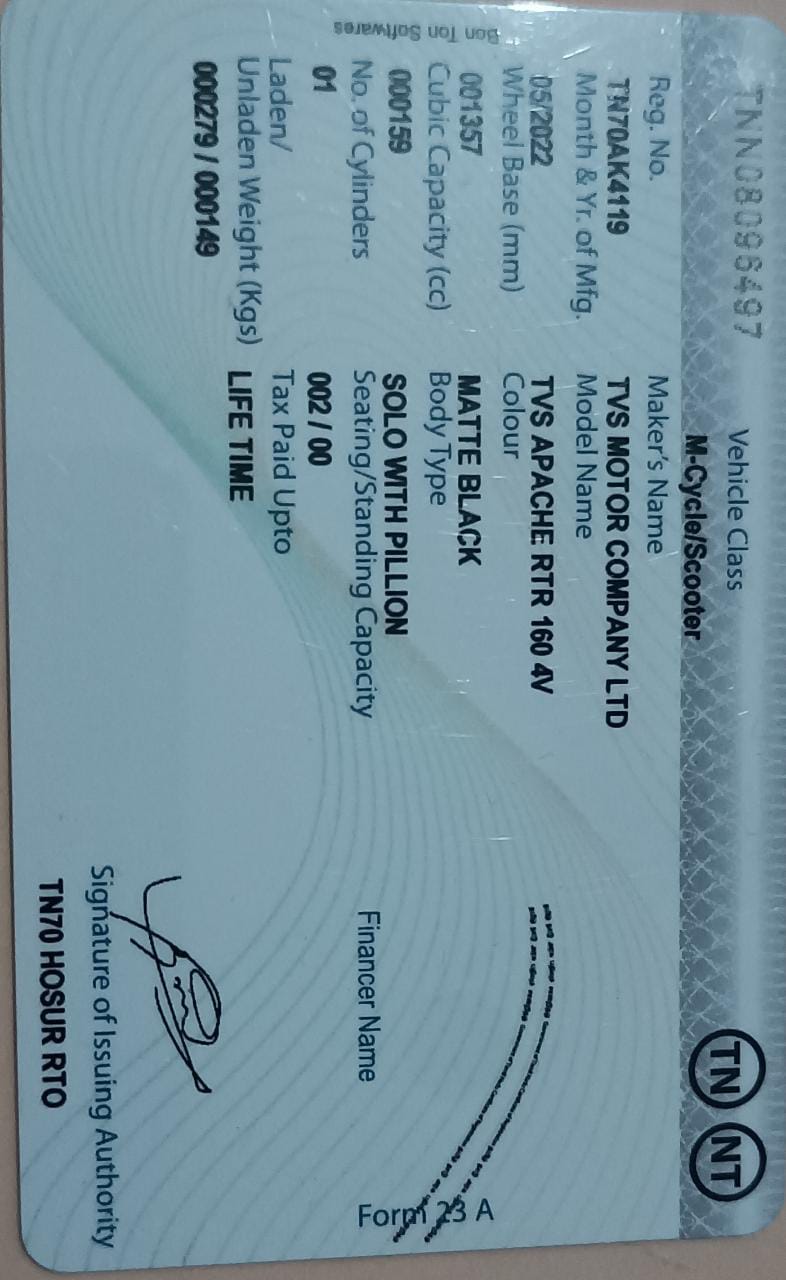 TNN08096497
Vehicle Class
M-Cycle/Scooter
TN NT
Reg. No.
TN70AK4119
Maker's Name
TVS MOTOR COMPANY LTD
Month & Yr. of Mfg.
05/2022
Model Name
TVS APACHE RTR 160 4V
Wheel Base (mm)
001357
Colour
MATTE BLACK
Cubic Capacity (cc)
000159
Body Type
SOLO WITH PILLION
No. of Cylinders
01
Seating/Standing Capacity
002 / 00
Laden/
Unladen Weight (Kgs)
000279 / 000149
Tax Paid Upto
LIFE TIME
Bon Ton Softwares
Form 23 A
Financer Name
Signature of Issuing Authority
TN70 HOSUR RTO